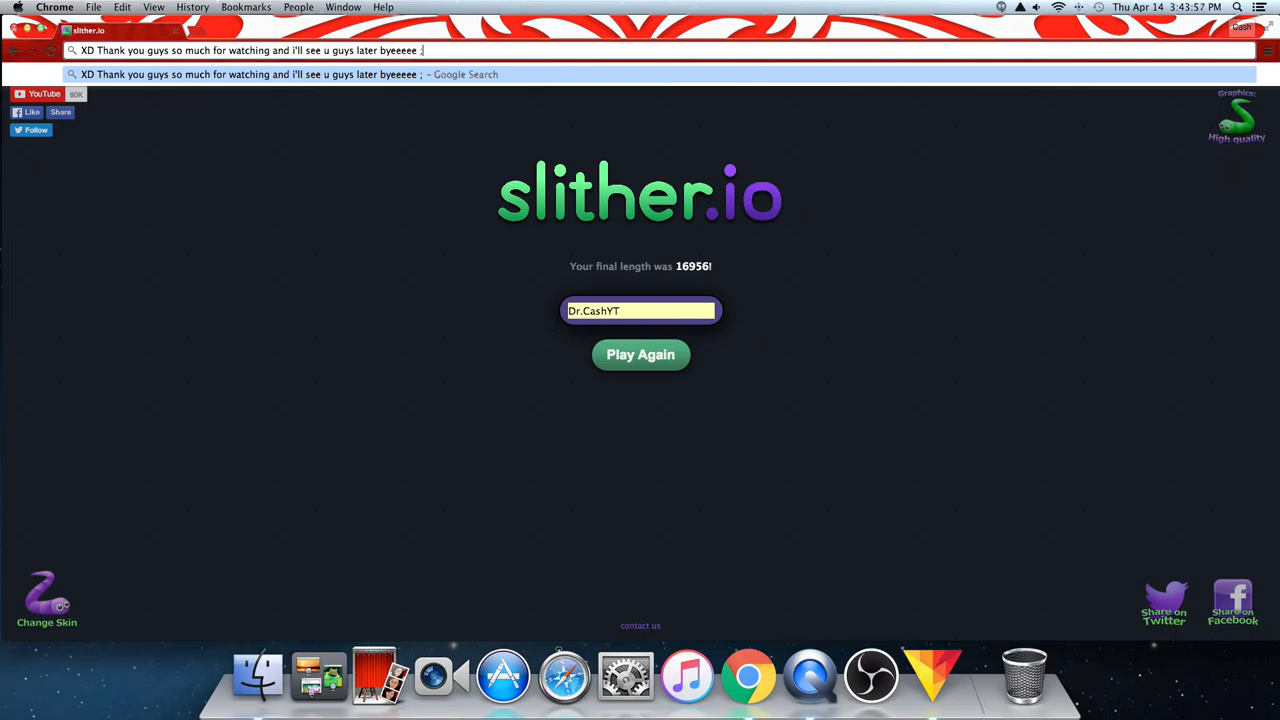 Chrome File Edit View History Bookmarks People Window Help Thu Apr 14 3:43:57 PM
slither.io Cash
XD Thank you guys so much for watching and i'll see u guys later byeeeee ;
XD Thank you guys so much for watching and i'll see u guys later byeeeee ; - Google Search
YouTube 60K
Like Share
Follow
Graphics:
High quality
slither.io
Your final length was 16956!
Dr.CashYT
Play Again
Change Skin
Share on
Twitter
Share on
Facebook
contact us